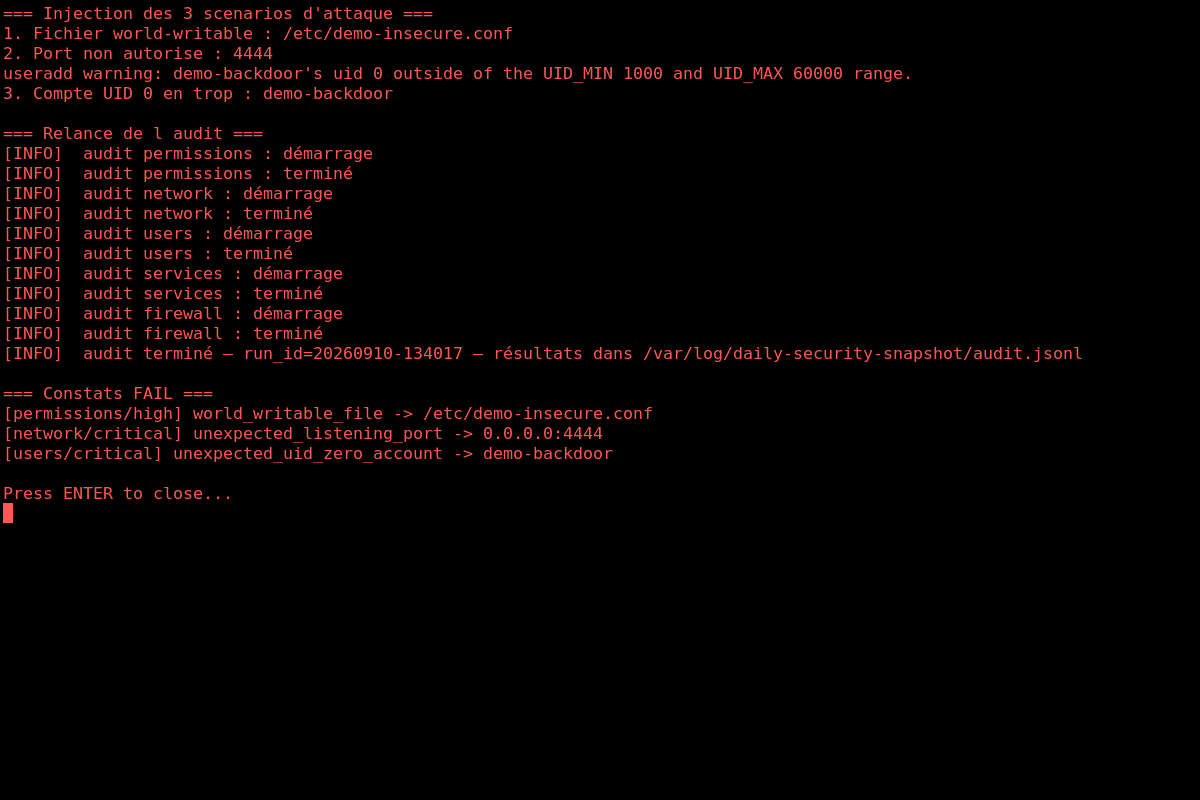 === Injection des 3 scenarios d'attaque ===
1. Fichier world-writable : /etc/demo-insecure.conf
2. Port non autorise : 4444
useradd warning: demo-backdoor's uid 0 outside of the UID_MIN 1000 and UID_MAX 60000 range.
3. Compte UID 0 en trop : demo-backdoor

=== Relance de l audit ===
[INFO]  audit permissions : démarrage
[INFO]  audit permissions : terminé
[INFO]  audit network : démarrage
[INFO]  audit network : terminé
[INFO]  audit users : démarrage
[INFO]  audit users : terminé
[INFO]  audit services : démarrage
[INFO]  audit services : terminé
[INFO]  audit firewall : démarrage
[INFO]  audit firewall : terminé
[INFO]  audit terminé — run_id=20260910-134017 — résultats dans /var/log/daily-security-snapshot/audit.jsonl

=== Constats FAIL ===
[permissions/high] world_writable_file -> /etc/demo-insecure.conf
[network/critical] unexpected_listening_port -> 0.0.0.0:4444
[users/critical] unexpected_uid_zero_account -> demo-backdoor

Press ENTER to close...